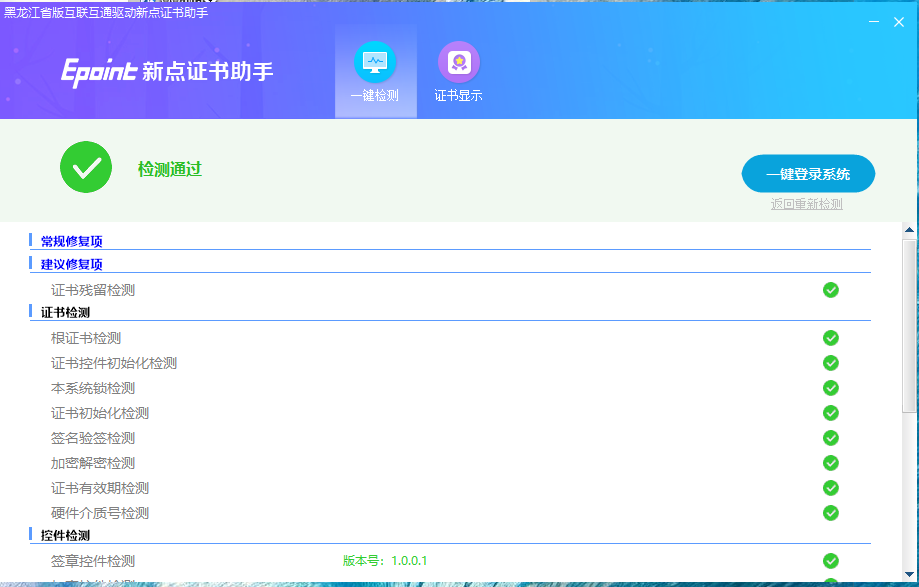 黑龙江省版互联互通驱动新点证书助手
Epoint 新点证书助手
一键检测
证书显示
检测通过
一键登录系统
返回重新检测
常规修复项
建议修复项
证书残留检测
证书检测
根证书检测
证书控件初始化检测
本系统锁检测
证书初始化检测
签名验签检测
加密解密检测
证书有效期检测
硬件介质号检测
控件检测
签章控件检测 版本号：1.0.0.1